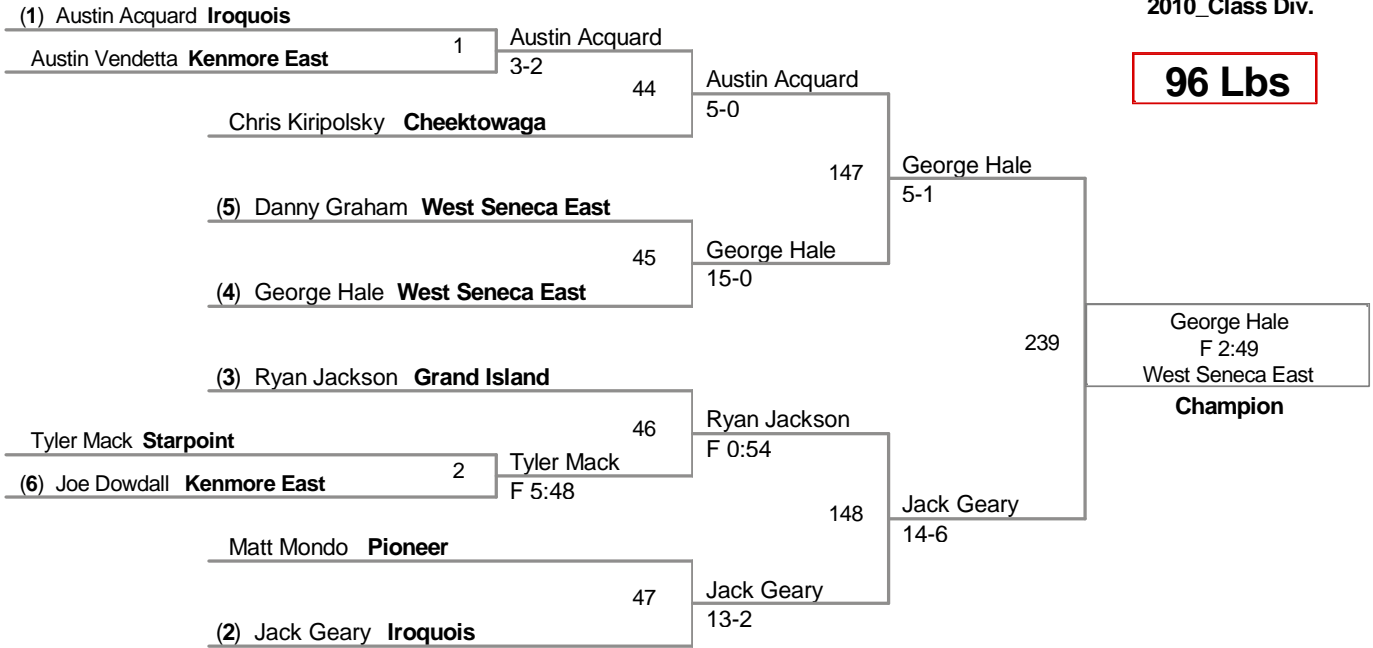 2010_Class Div.
96 Lbs
(1) Austin Acquard Iroquois
Austin Vendetta Kenmore East
1
Austin Acquard
3-2
44
Chris Kiripolsky Cheektowaga
Austin Acquard
5-0
147
(5) Danny Graham West Seneca East
45
(4) George Hale West Seneca East
George Hale
15-0
George Hale
5-1
239
(3) Ryan Jackson Grand Island
46
Tyler Mack Starpoint
2
(6) Joe Dowdall Kenmore East
Tyler Mack
F 5:48
Ryan Jackson
F 0:54
148
Matt Mondo Pioneer
47
(2) Jack Geary Iroquois
Jack Geary
13-2
Jack Geary
14-6
George Hale
F 2:49
West Seneca East
Champion